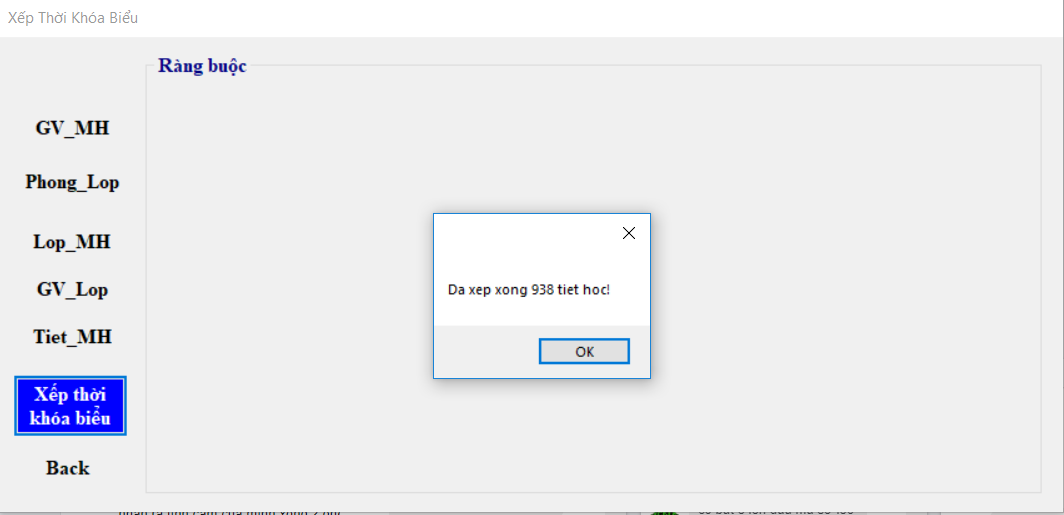 Xếp Thời Khóa Biểu
Ràng buộc
GV_MH
Phong_Lop
Lop_MH
GV_Lop
Tiet_MH
Xếp thời
khóa biểu
Back
Da xep xong 938 tiet hoc!
OK